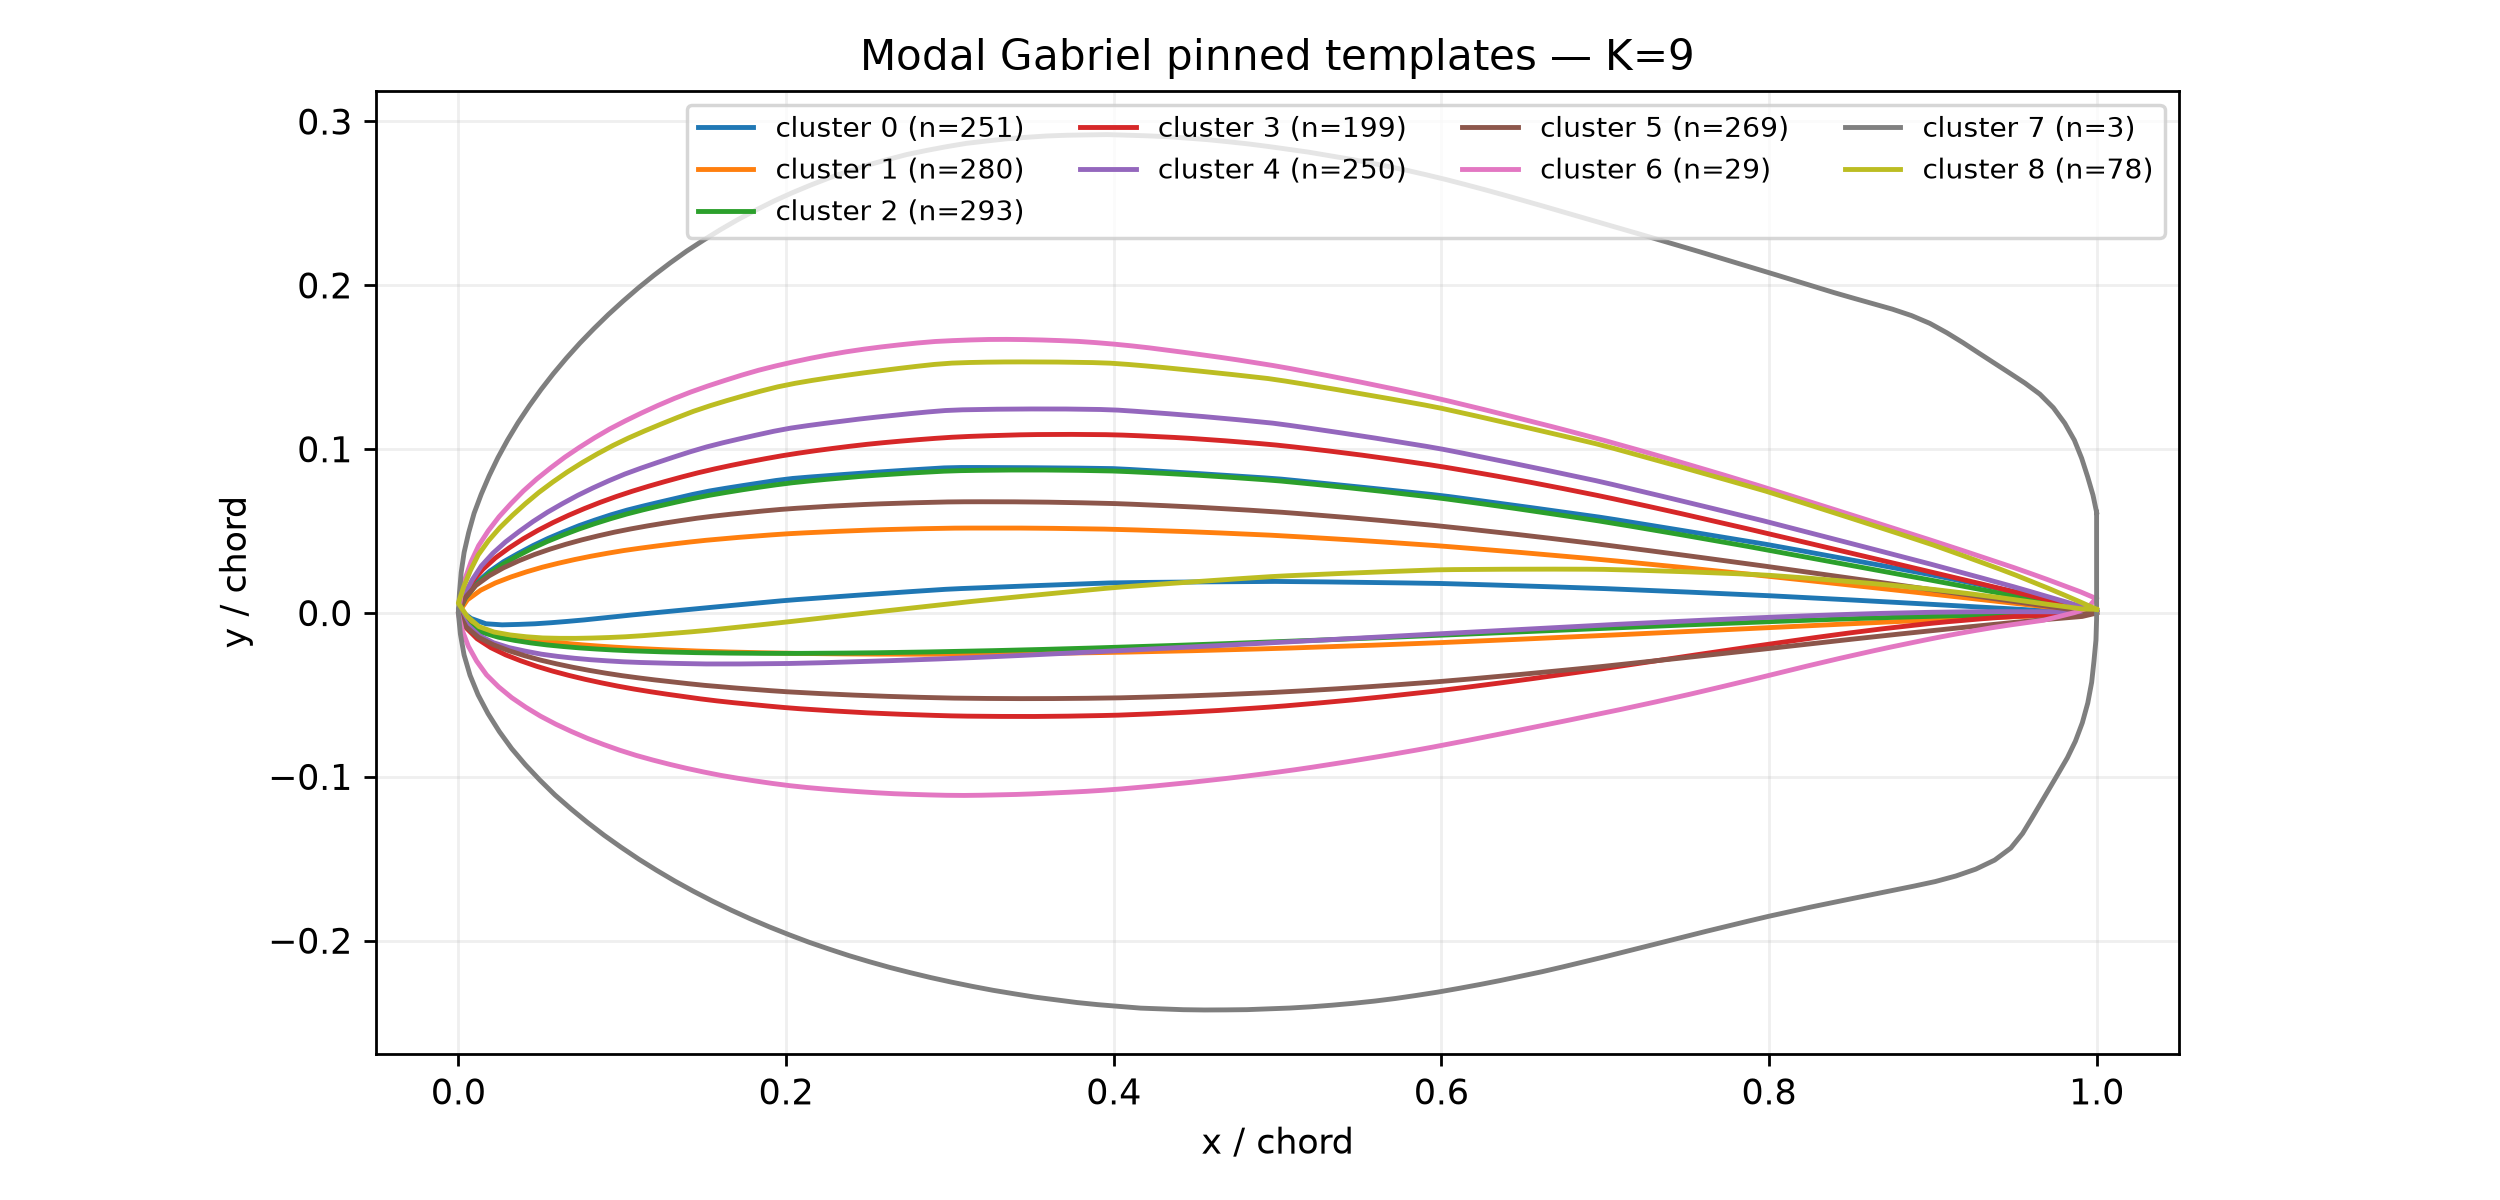 Modal Gabriel pinned templates — K=9
cluster 0 (n=251)
cluster 1 (n=280)
cluster 2 (n=293)
cluster 3 (n=199)
cluster 4 (n=250)
cluster 5 (n=269)
cluster 6 (n=29)
cluster 7 (n=3)
cluster 8 (n=78)
y / chord
0.3
0.2
0.1
0.0
−0.1
−0.2
0.0 0.2 0.4 0.6 0.8 1.0
x / chord